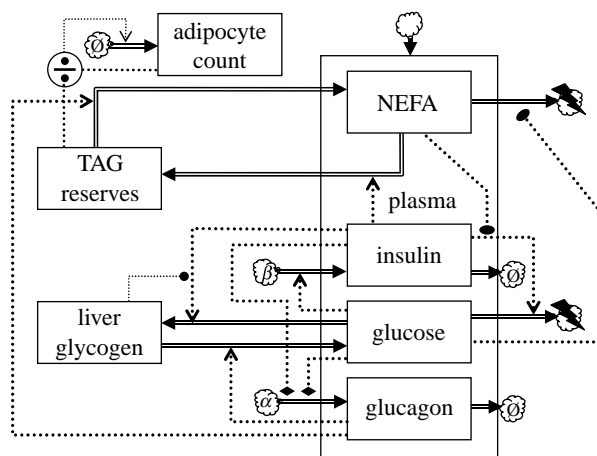 adipocyte
count
Ø
NEFA
TAG
reserves
plasma
insulin
β
Ø
liver
glycogen
glucose
α
glucagon
Ø